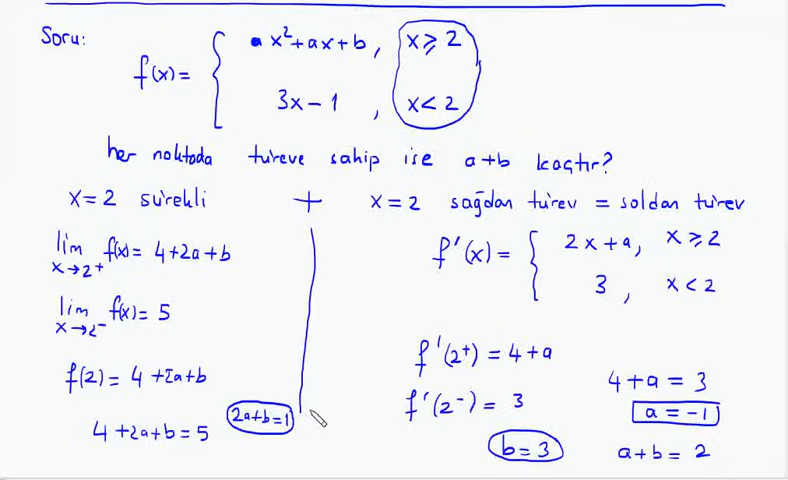 Soru:
f(x)= { x²+ax+b, x≥2
3x-1, x<2
her noktada türeve sahip ise a+b kaçtır?
x=2 sürekli + x=2 sağdan türev = soldan türev
lim x→2⁺ f(x)= 4+2a+b
lim x→2⁻ f(x)= 5
f(2)= 4+2a+b
4+2a+b=5
2a+b=1
f'(x)= { 2x+a, x≥2
3, x<2
f'(2⁺)= 4+a
f'(2⁻)= 3
b=3
4+a=3
a=-1
a+b=2